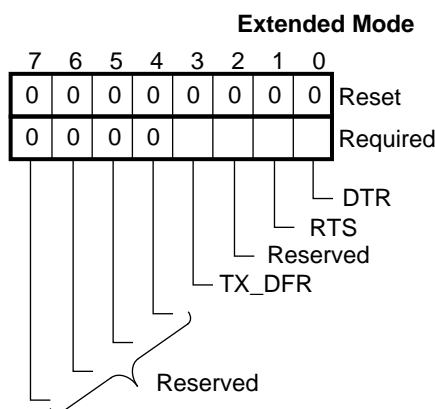 Extended Mode
7 6 5 4 3 2 1 0
0 0 0 0 0 0 0 0 Reset
0 0 0 0 Required
DTR
RTS
Reserved
TX_DFR
Reserved